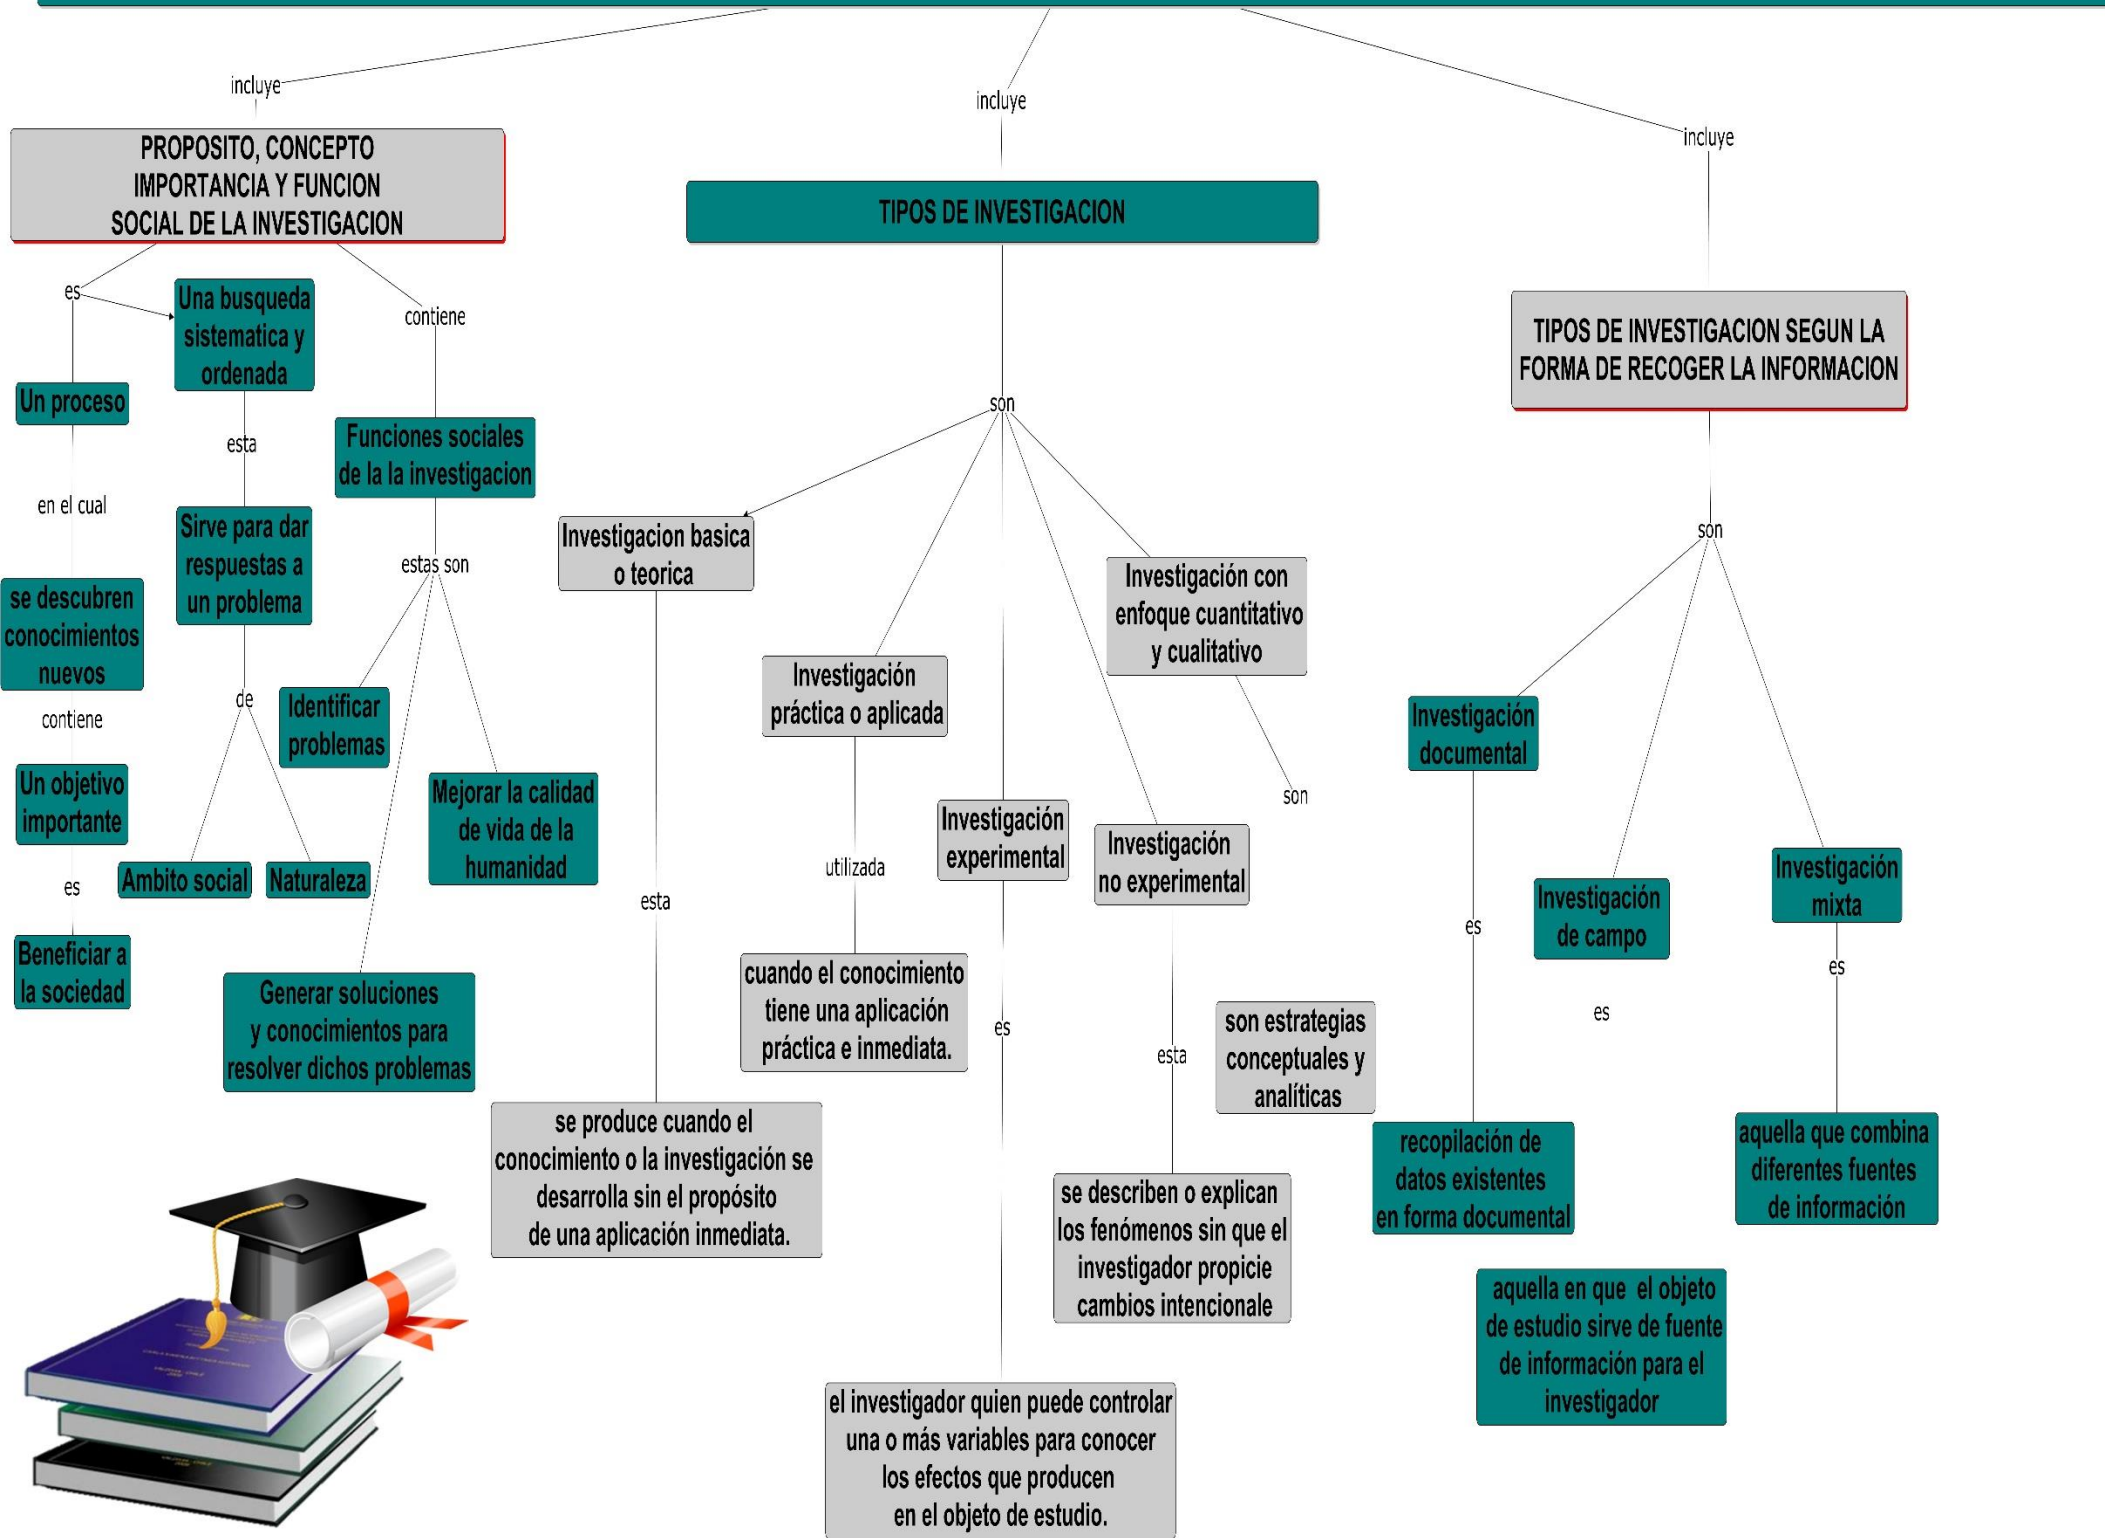 incluye
incluye
incluye
PROPOSITO, CONCEPTO
IMPORTANCIA Y FUNCION
SOCIAL DE LA INVESTIGACION
es
Una busqueda
sistematica y
ordenada
contiene
Un proceso
esta
Funciones sociales
de la la investigacion
en el cual
Sirve para dar
respuestas a
un problema
estas son
se descubren
conocimientos
nuevos
contiene
de
Identificar
problemas
Un objetivo
importante
Mejorar la calidad
de vida de la
humanidad
es
Ambito social
Naturaleza
Beneficiar a
la sociedad
Generar soluciones
y conocimientos para
resolver dichos problemas
TIPOS DE INVESTIGACION
son
Investigacion basica
o teorica
esta
se produce cuando el
conocimiento o la investigación se
desarrolla sin el propósito
de una aplicación inmediata.
Investigación
práctica o aplicada
utilizada
cuando el conocimiento
tiene una aplicación
práctica e inmediata.
Investigación
experimental
es
el investigador quien puede controlar
una o más variables para conocer
los efectos que producen
en el objeto de estudio.
Investigación
no experimental
esta
se describen o explican
los fenómenos sin que el
investigador propicie
cambios intencionale
Investigación con
enfoque cuantitativo
y cualitativo
son
son estrategias
conceptuales y
analíticas
TIPOS DE INVESTIGACION SEGUN LA
FORMA DE RECOGER LA INFORMACION
son
Investigación
documental
es
recopilación de
datos existentes
en forma documental
Investigación
de campo
es
aquella en que el objeto
de estudio sirve de fuente
de información para el
investigador
Investigación
mixta
es
aquella que combina
diferentes fuentes
de información